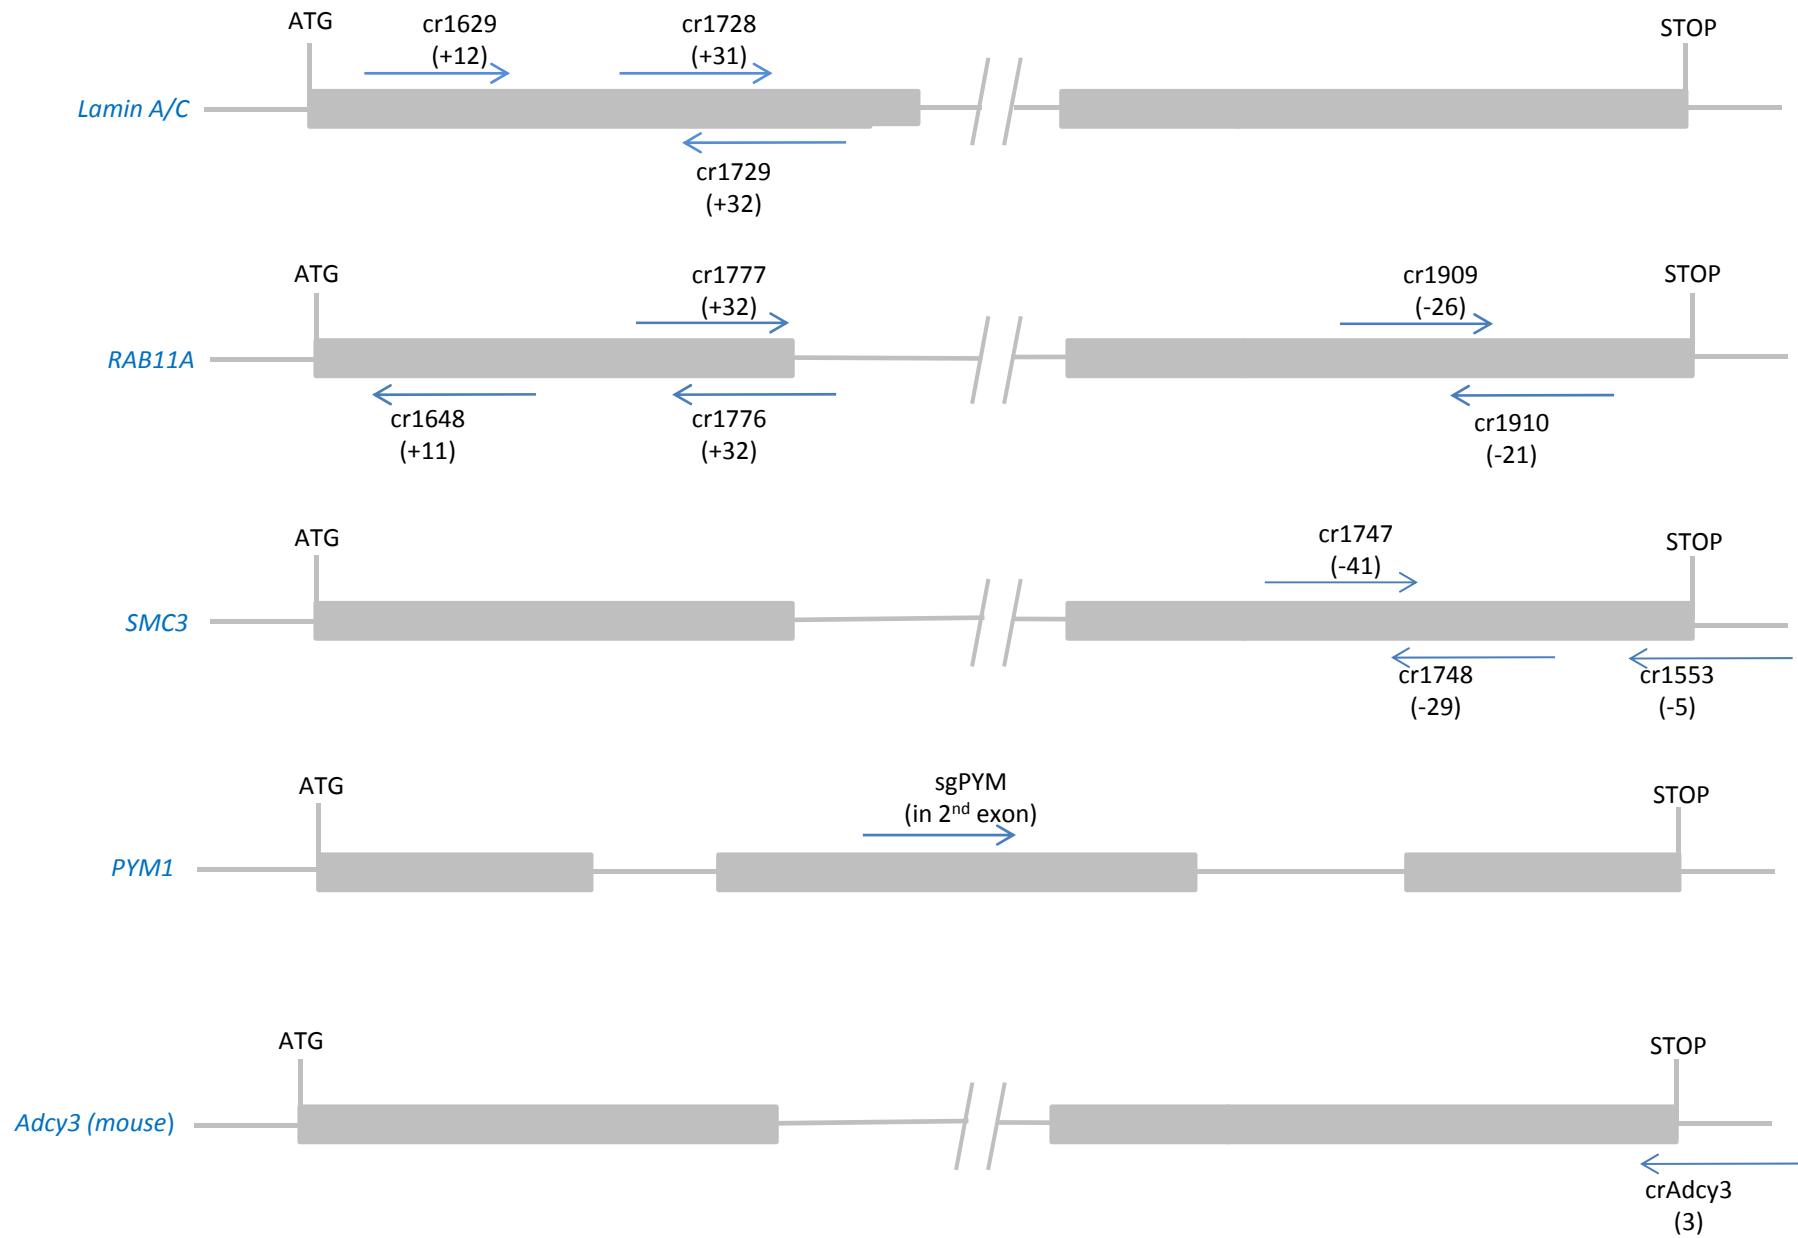 ATG
cr1629
(+12)
cr1728
(+31)
STOP
Lamin A/C
cr1729
(+32)
ATG
cr1777
(+32)
cr1909
(-26)
STOP
RAB11A
cr1648
(+11)
cr1776
(+32)
cr1910
(-21)
ATG
cr1747
(-41)
STOP
SMC3
cr1748
(-29)
cr1553
(-5)
ATG
sgPYM
(in 2nd exon)
STOP
PYM1
ATG
STOP
Adcy3 (mouse)
crAdcy3
(3)